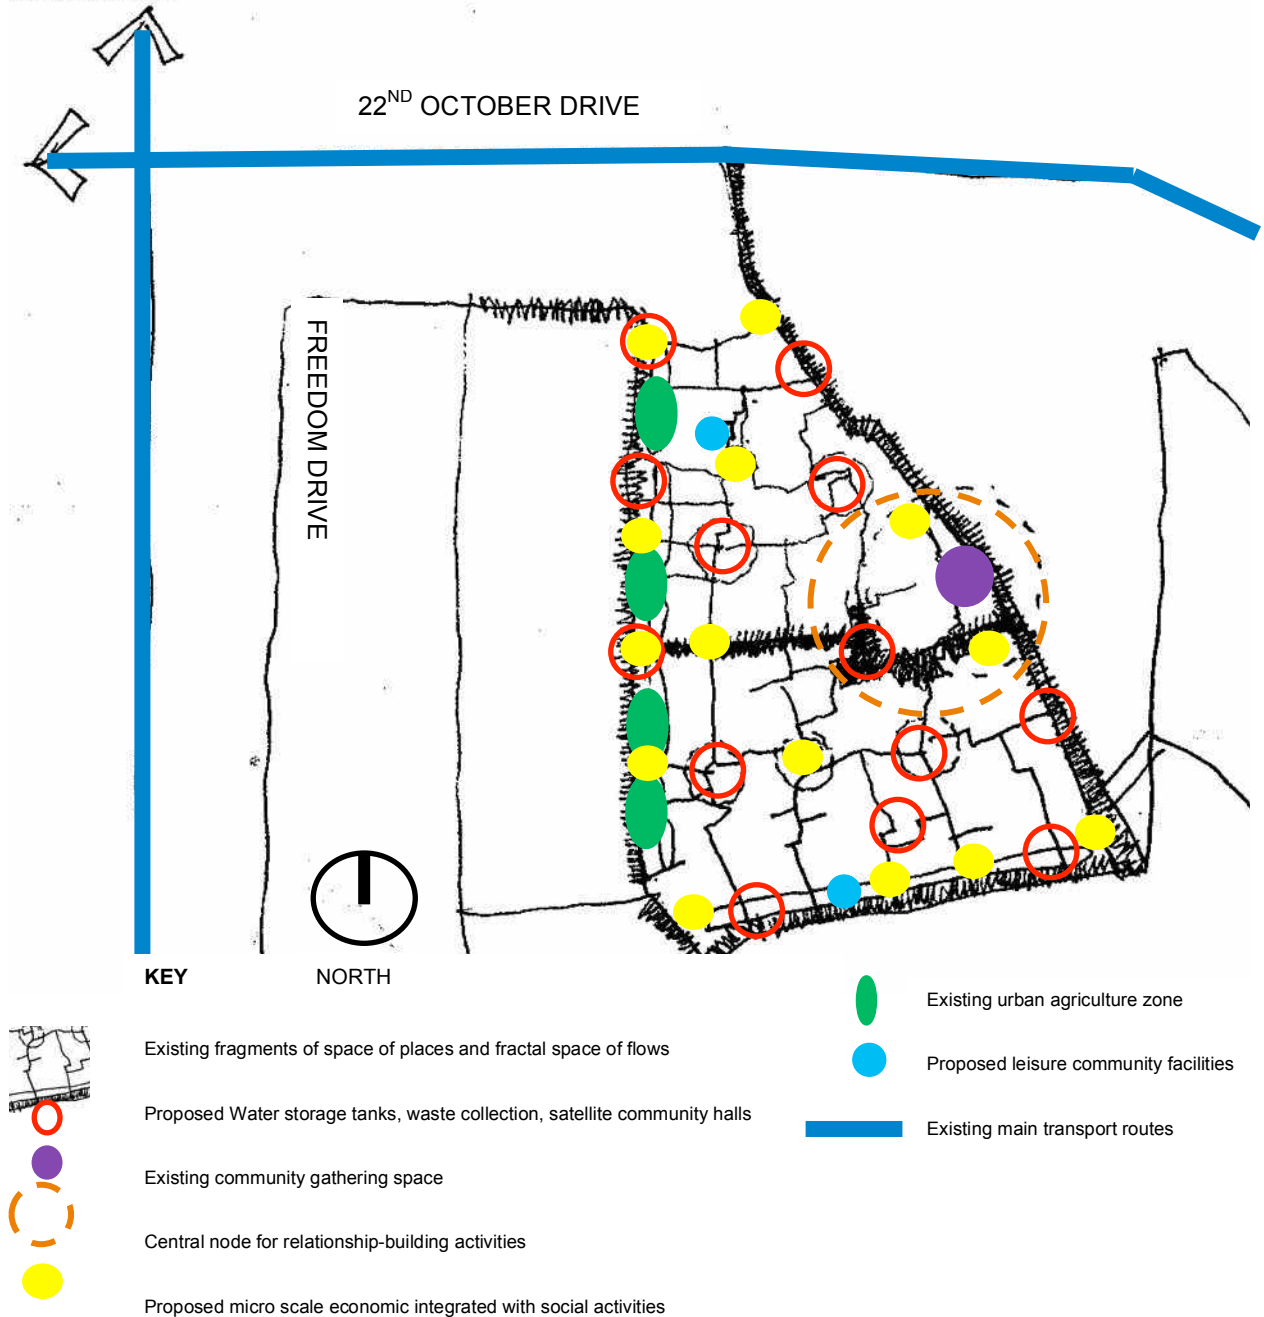 22ND OCTOBER DRIVE
FREEDOM DRIVE
KEY
NORTH
Existing fragments of space of places and fractal space of flows
Proposed Water storage tanks, waste collection, satellite community halls
Existing community gathering space
Central node for relationship-building activities
Proposed micro scale economic integrated with social activities
Existing urban agriculture zone
Proposed leisure community facilities
Existing main transport routes